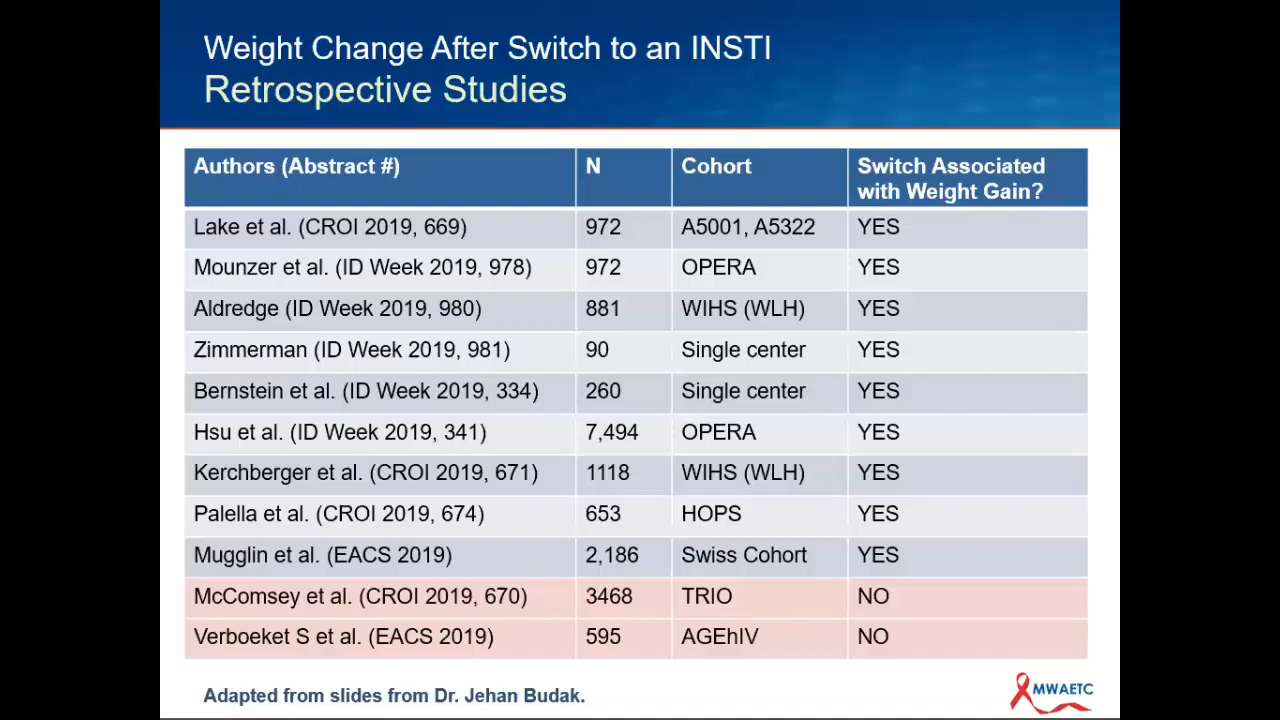 Weight Change After Switch to an INSTI
Retrospective Studies
Authors (Abstract #) N Cohort Switch Associated with Weight Gain?
Lake et al. (CROI 2019, 669) 972 A5001, A5322 YES
Mounzer et al. (ID Week 2019, 978) 972 OPERA YES
Aldredge (ID Week 2019, 980) 881 WIHS (WLH) YES
Zimmerman (ID Week 2019, 981) 90 Single center YES
Bernstein et al. (ID Week 2019, 334) 260 Single center YES
Hsu et al. (ID Week 2019, 341) 7,494 OPERA YES
Kerchberger et al. (CROI 2019, 671) 1118 WIHS (WLH) YES
Palella et al. (CROI 2019, 674) 653 HOPS YES
Mugglin et al. (EACS 2019) 2,186 Swiss Cohort YES
McComsey et al. (CROI 2019, 670) 3468 TRIO NO
Verboeket S et al. (EACS 2019) 595 AGEhIV NO
Adapted from slides from Dr. Jehan Budak.
MWAETC